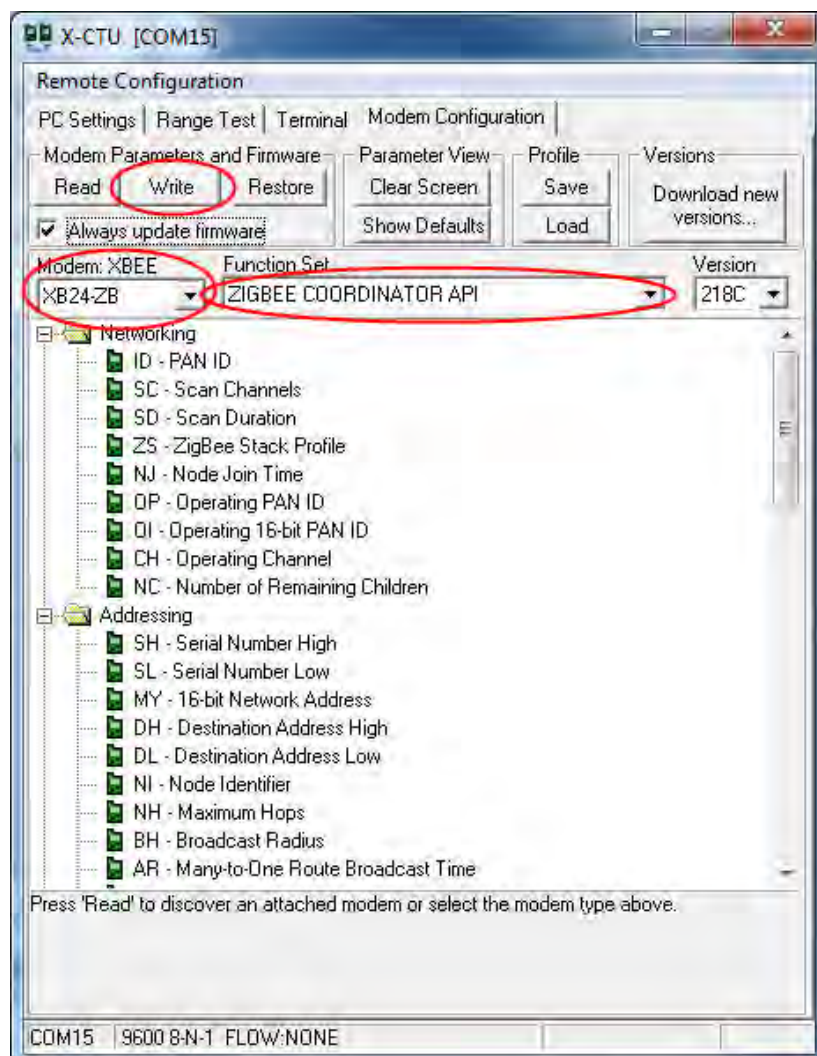 X-CTU [COM15]
Remote Configuration
PC Settings Range Test Terminal Modem Configuration
Modem Parameters and Firmware Parameter View Profile Versions
Read Write Restore Clear Screen Save Download new versions...
Always update firmware Show Defaults Load
Modem: XBEE Function Set Version
XB24-ZB ZIGBEE COORDINATOR API 218C
Networking
ID - PAN ID
SC - Scan Channels
SD - Scan Duration
ZS - ZigBee Stack Profile
NJ - Node Join Time
OP - Operating PAN ID
OI - Operating 16-bit PAN ID
CH - Operating Channel
NC - Number of Remaining Children
Addressing
SH - Serial Number High
SL - Serial Number Low
MY - 16-bit Network Address
DH - Destination Address High
DL - Destination Address Low
NI - Node Identifier
NH - Maximum Hops
BH - Broadcast Radius
AR - Many-to-One Route Broadcast Time
Press 'Read' to discover an attached modem or select the modem type above.
COM15 9600 8-N-1 FLOW:NONE